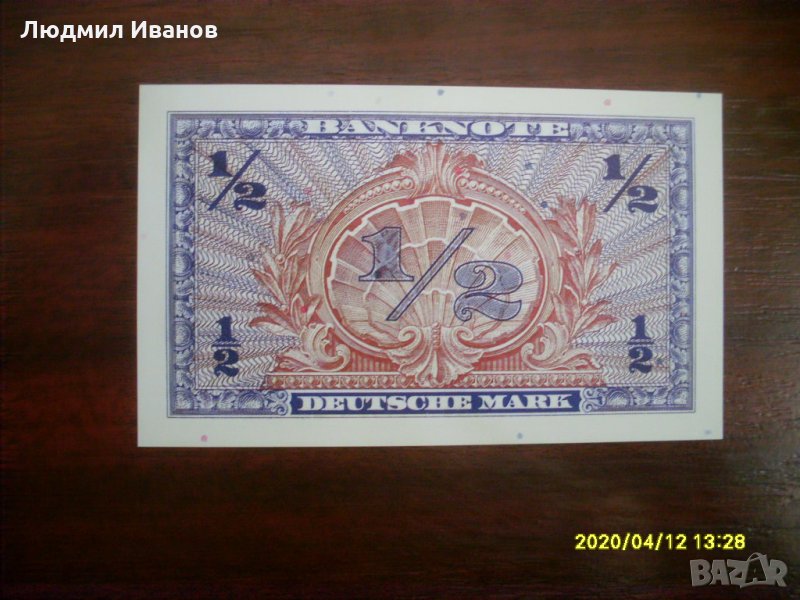 Людмил Иванов
BANKNOTE
1/2 1/2
1/2
1/2 1/2
DEUTSCHE MARK
2020/04/12 13:28
BAZAR